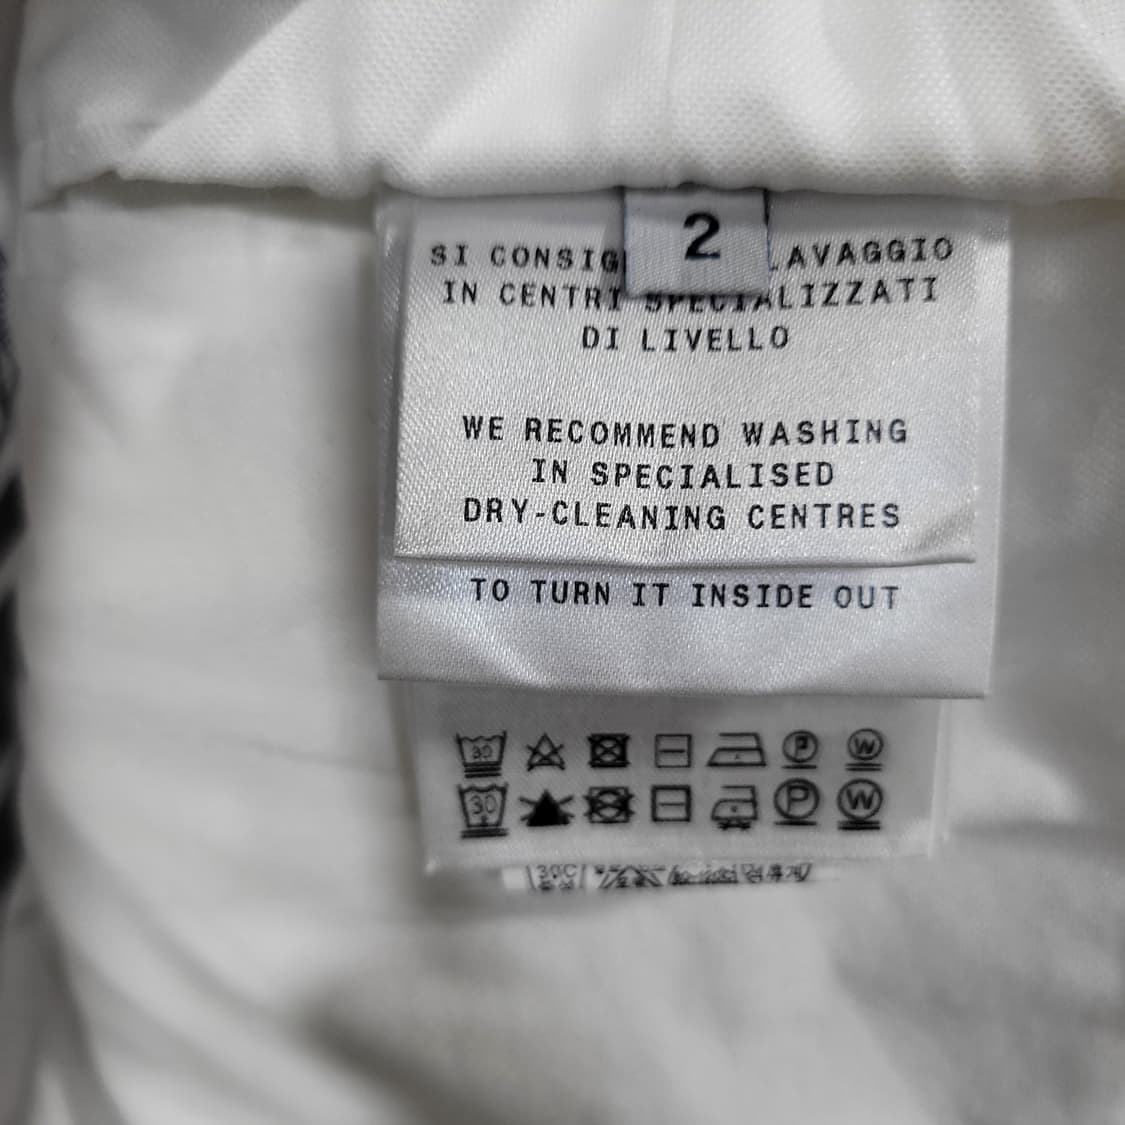 2
SI CONSIG LAVAGGIO
IN CENTRI SPECIALIZZATI
DI LIVELLO
WE RECOMMEND WASHING
IN SPECIALISED
DRY-CLEANING CENTRES
TO TURN IT INSIDE OUT
30 P W
30 P W
30C